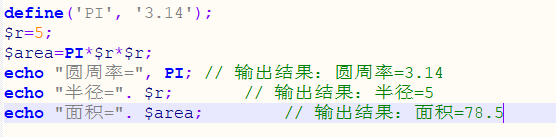 define('PI', '3.14');
$r=5;
$area=PI*$r*$r;
echo "圆周率=", PI; // 输出结果：圆周率=3.14
echo "半径=". $r; // 输出结果：半径=5
echo "面积=". $area; // 输出结果：面积=78.5